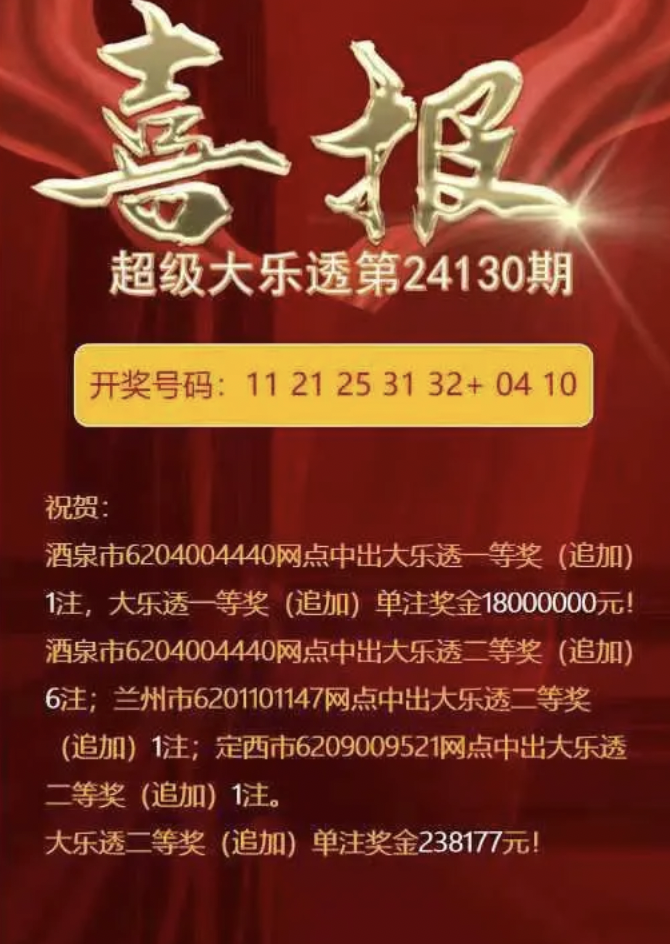 喜报
超级大乐透第24130期
开奖号码：11 21 25 31 32+ 04 10
祝贺：
酒泉市6204004440网点中出大乐透一等奖（追加）
1注，大乐透一等奖（追加）单注奖金18000000元！
酒泉市6204004440网点中出大乐透二等奖（追加）
6注；兰州市6201101147网点中出大乐透二等奖
（追加）1注；定西市6209009521网点中出大乐透
二等奖（追加）1注。
大乐透二等奖（追加）单注奖金238177元！